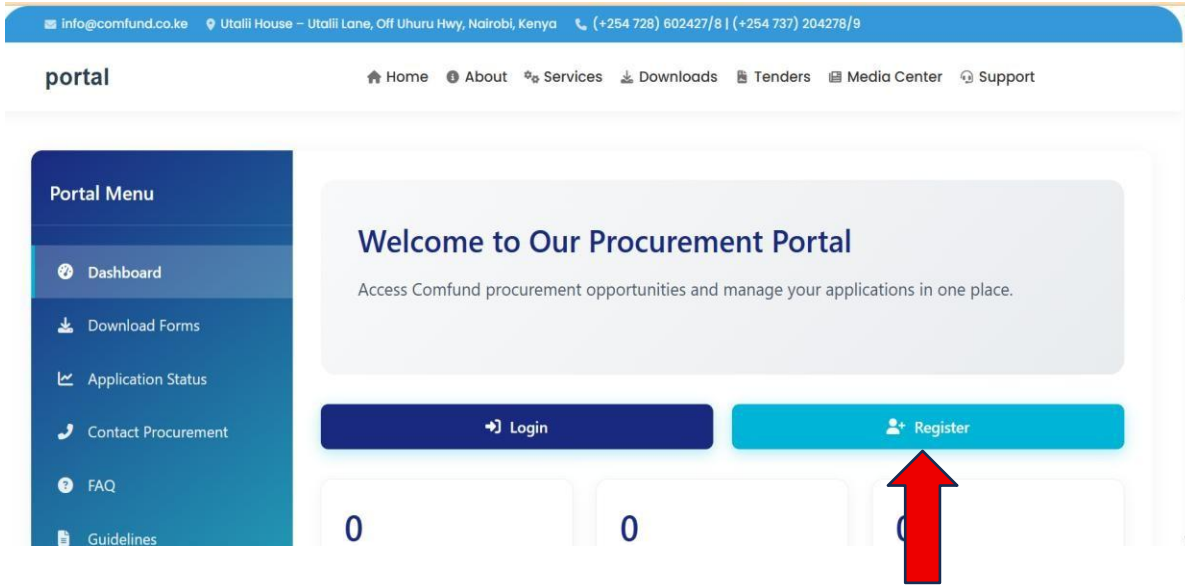 info@comfund.co.ke Utalii House – Utalii Lane, Off Uhuru Hwy, Nairobi, Kenya (+254 728) 602427/8 | (+254 737) 204278/9
portal Home About Services Downloads Tenders Media Center Support
Portal Menu
Dashboard
Download Forms
Application Status
Contact Procurement
FAQ
Guidelines
Welcome to Our Procurement Portal
Access Comfund procurement opportunities and manage your applications in one place.
Login Register
0 0